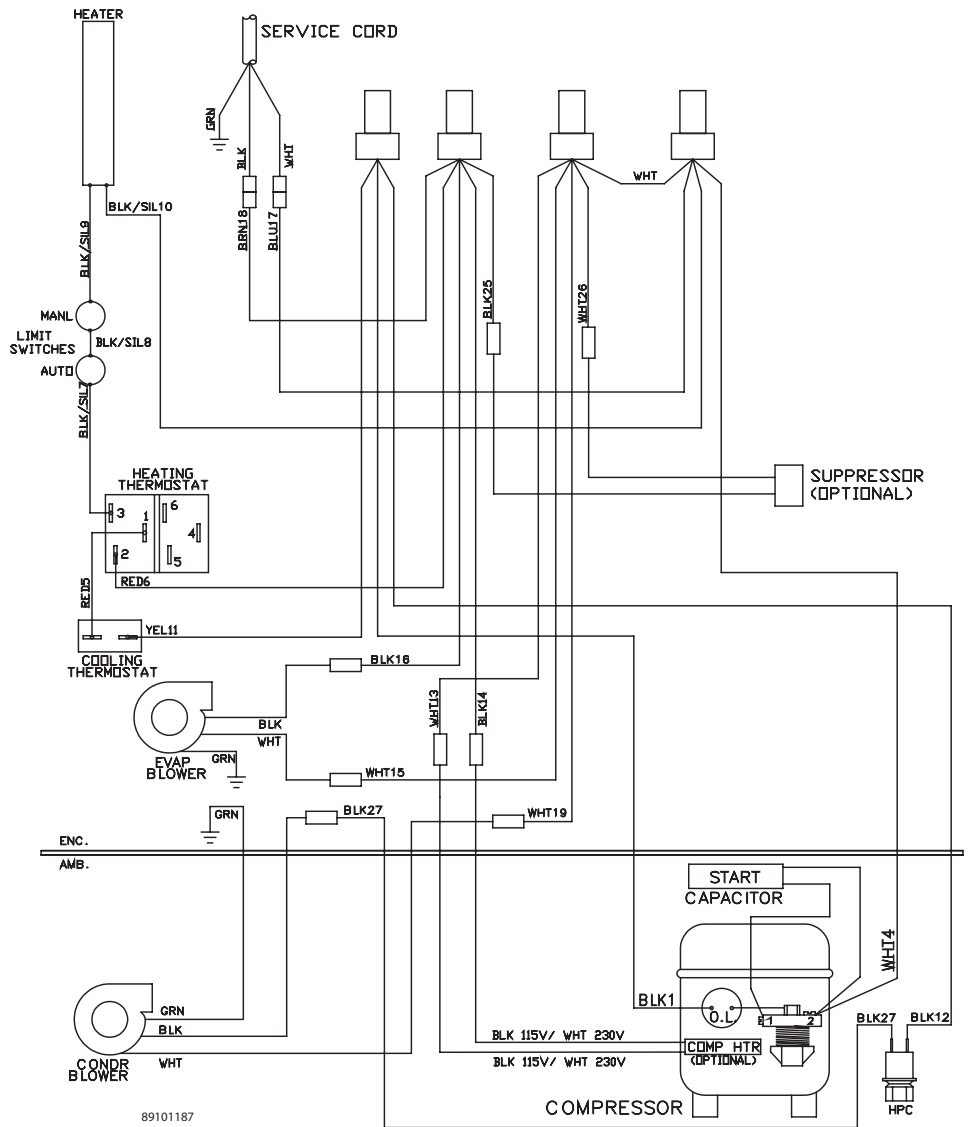 HEATER
SERVICE CORD
GRN
BLK
WHT
WHT
BLK/SIL10
BRN18
BLU17
BLK/SIL9
BLK25
WHT26
MANL
LIMIT
SWITCHES
BLK/SIL8
AUTO
BLK/SIL7
HEATING
THERMOSTAT
SUPPRESSOR
(OPTIONAL)
3
1
6
4
2
5
RED6
RED5
YEL11
COOLING
THERMOSTAT
BLK16
WHT13
BLK14
BLK
WHT
GRN
EVAP
BLOWER
WHT15
GRN
BLK27
WHT19
ENC.
AMB.
START
CAPACITOR
WHT4
BLK1
O.L.
1
2
GRN
BLK
WHT
CONDR
BLOWER
BLK 115V/ WHT 230V
COMP HTR
(OPTIONAL)
BLK 115V/ WHT 230V
BLK27
BLK12
COMPRESSOR
HPC
89101187